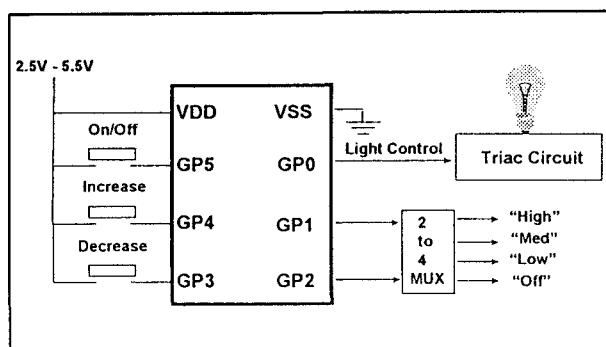 2.5V - 5.5V
VDD VSS
On/Off
GP5 GP0
Light Control
Triac Circuit
Increase
GP4 GP1
Decrease
GP3 GP2
2
to
4
MUX
"High"
"Med"
"Low"
"Off"